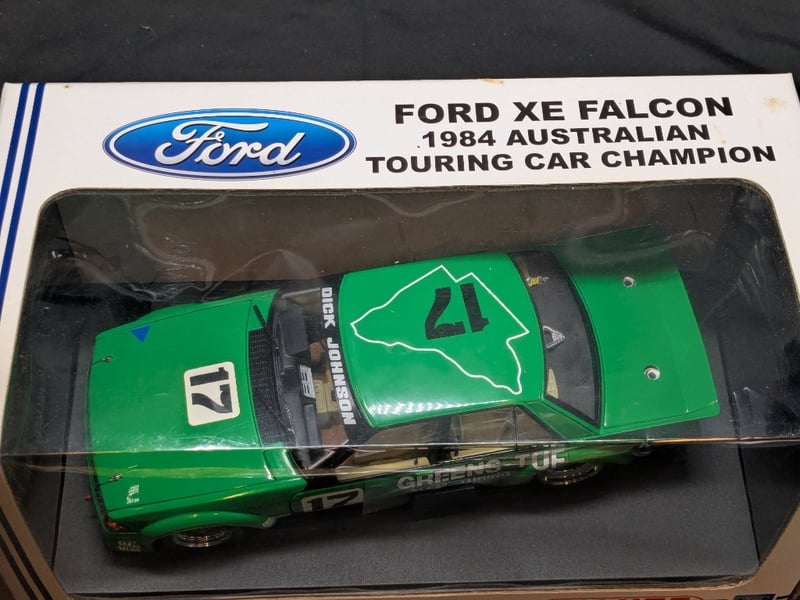 Ford
FORD XE FALCON
1984 AUSTRALIAN
TOURING CAR CHAMPION
17
DICK JOHNSON
17
17
GREENS-TUF